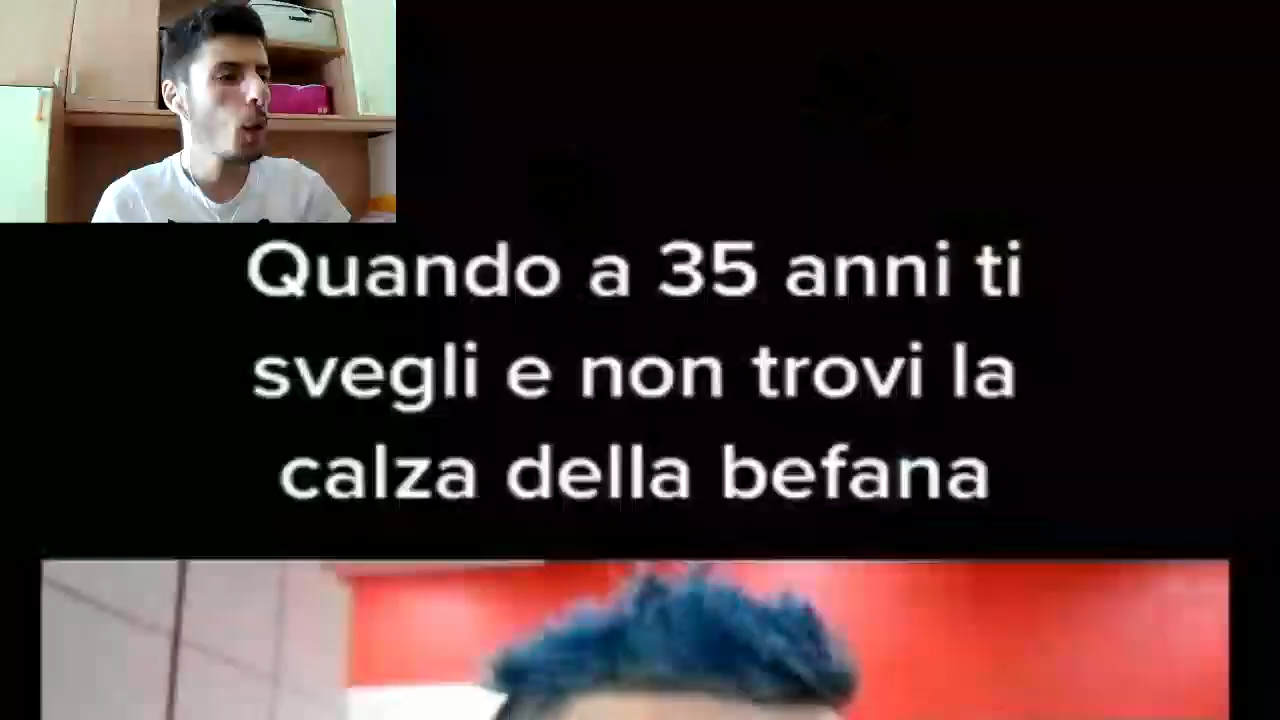 Quando a 35 anni ti
svegli e non trovi la
calza della befana